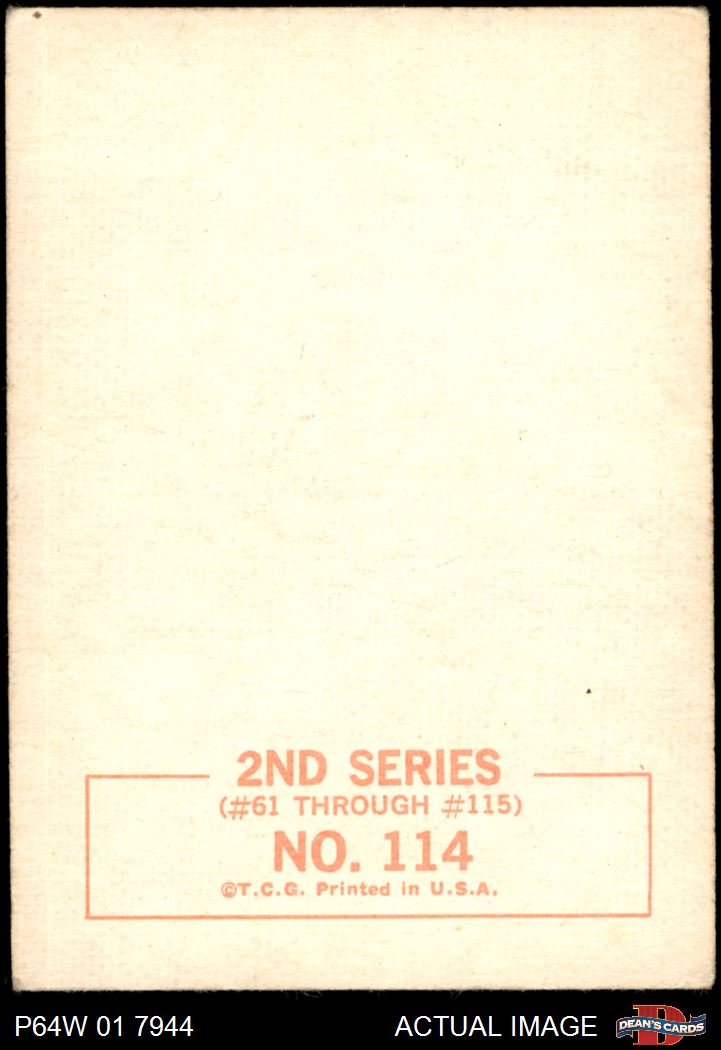 2ND SERIES
(#61 THROUGH #115)
NO. 114
©T.C.G. Printed in U.S.A.
P64W 01 7944
ACTUAL IMAGE
D
DEAN'S CARDS